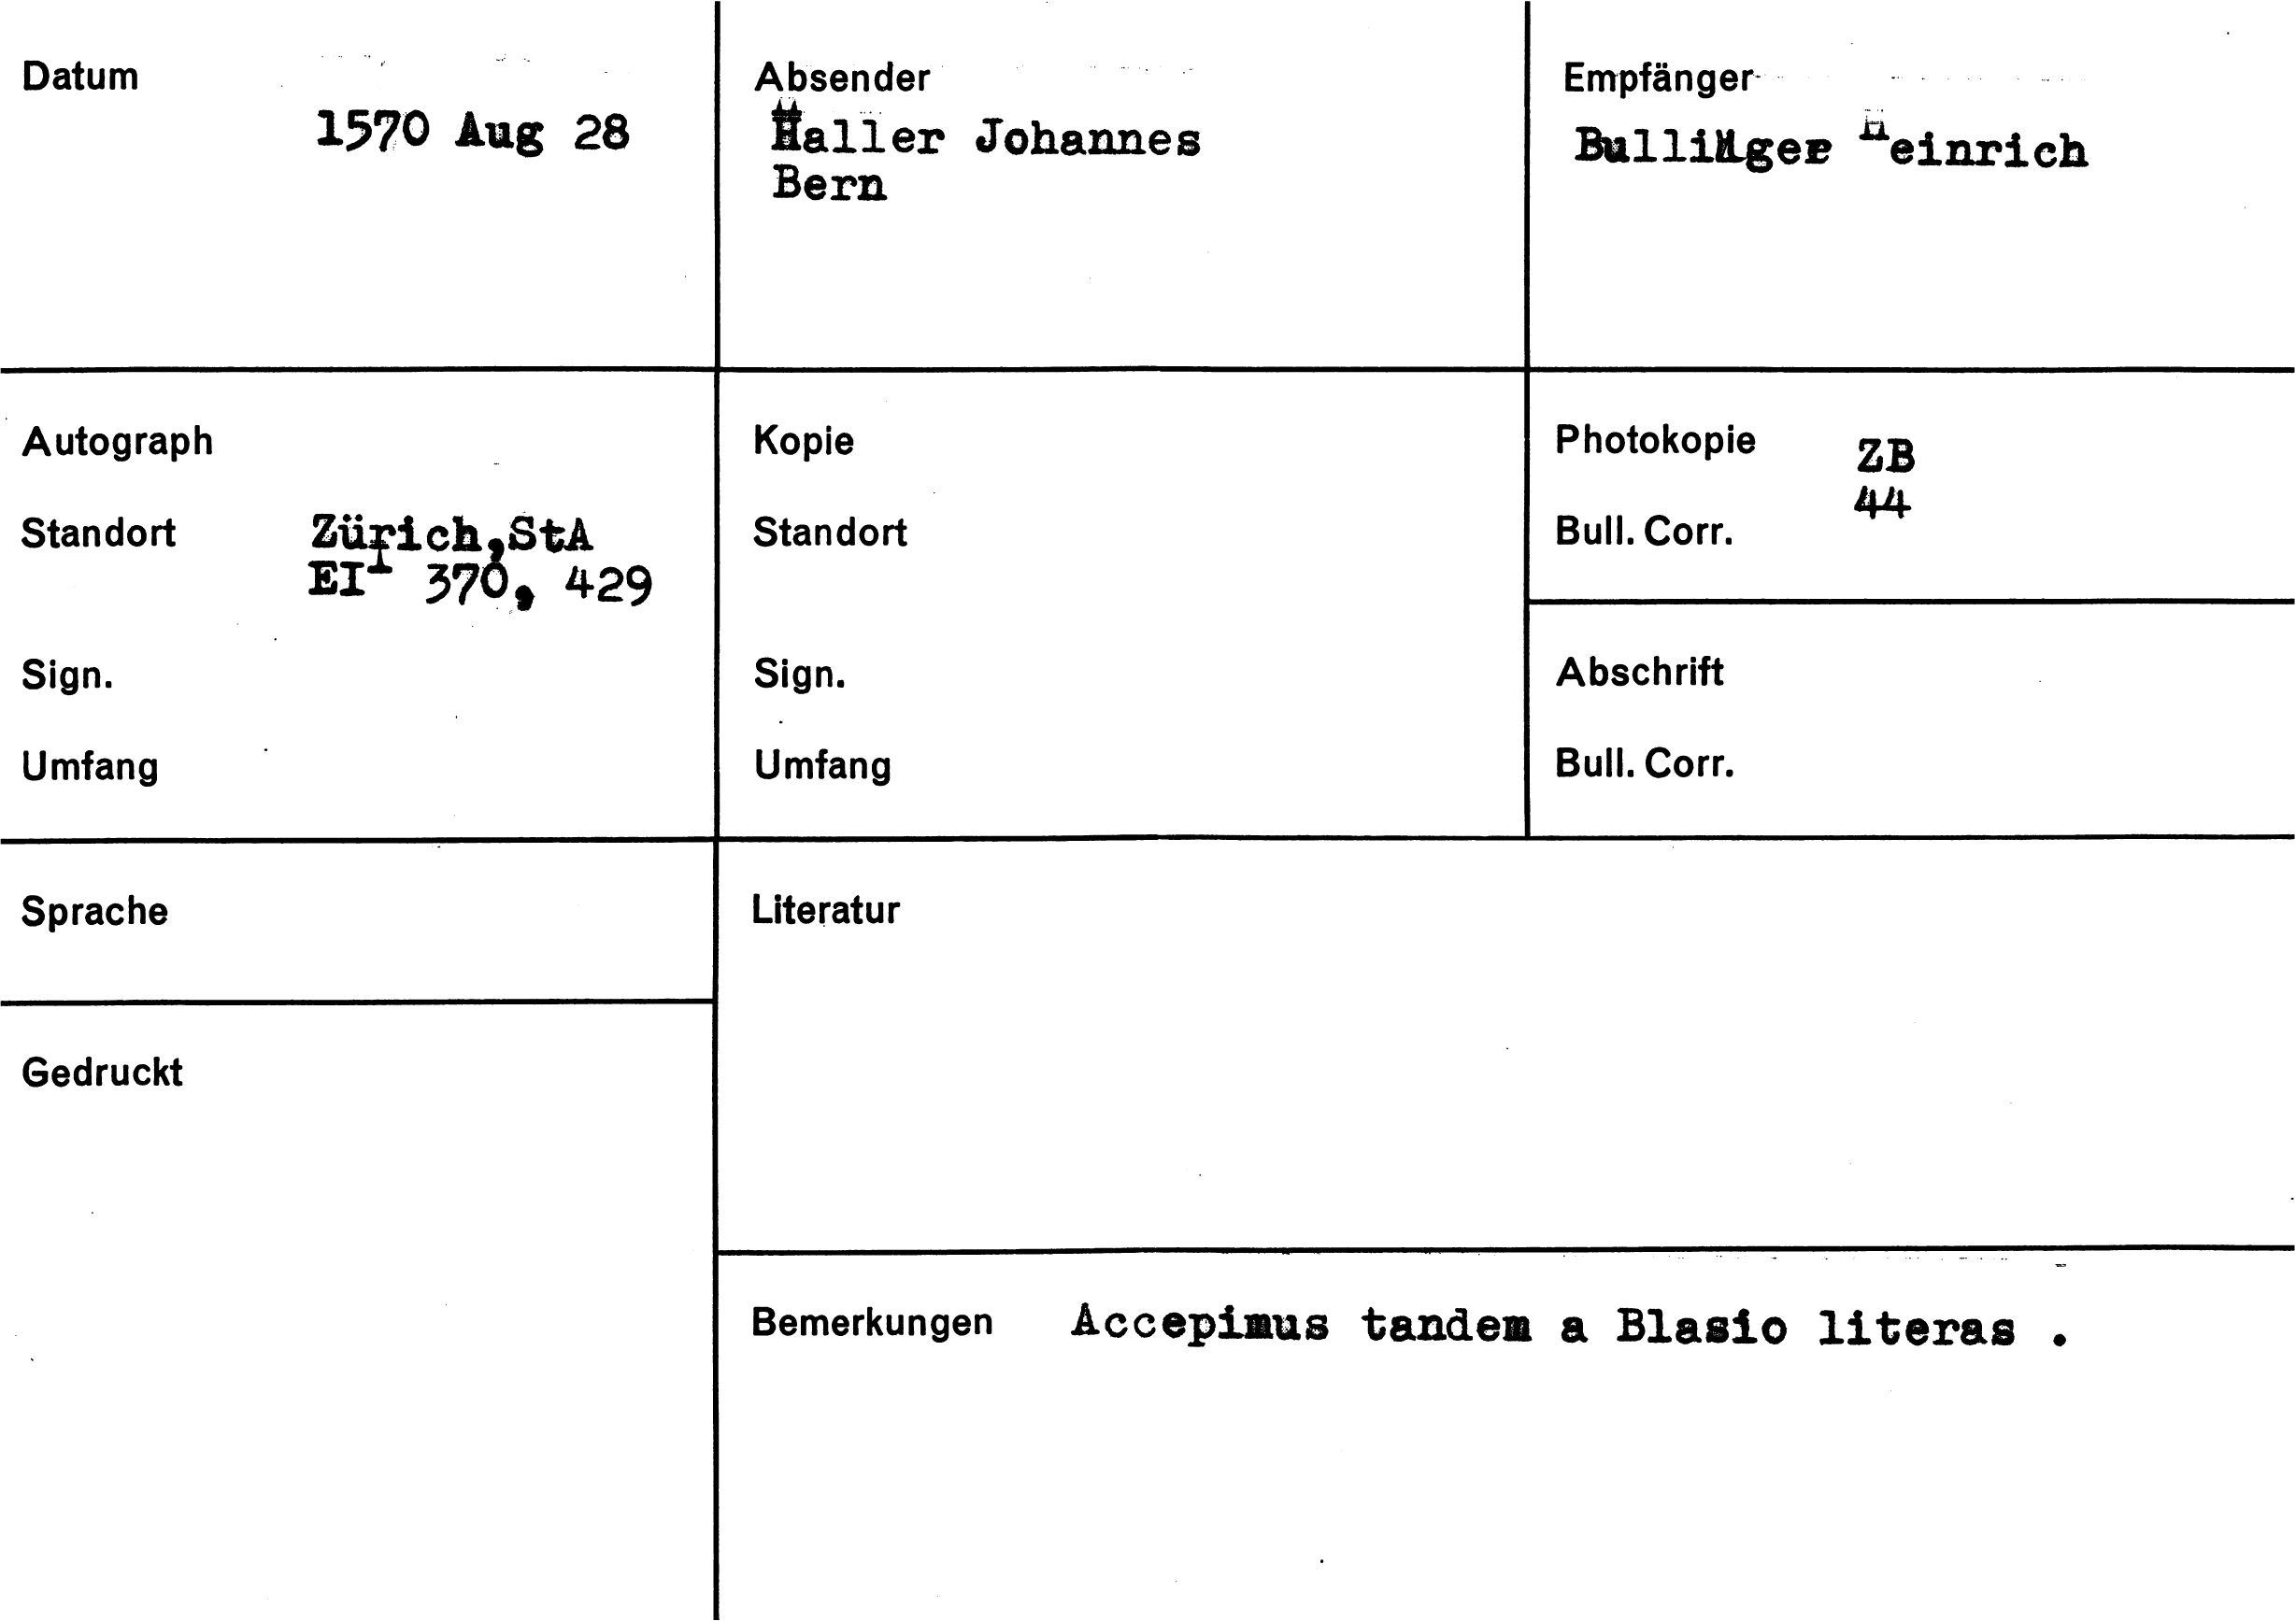 Datum
1570 Aug 28
Absender
Haller Johannes
Bern
Empfänger
Bullinger Heinrich
Autograph
Standort Zürich,StA
EII 370, 429
Sign.
Umfang
Kopie
Standort
Sign.
Umfang
Photokopie ZB
44
Bull. Corr.
Abschrift
Bull. Corr.
Sprache
Gedruckt
Literatur
Bemerkungen Accepimus tandem a Blasio literas .